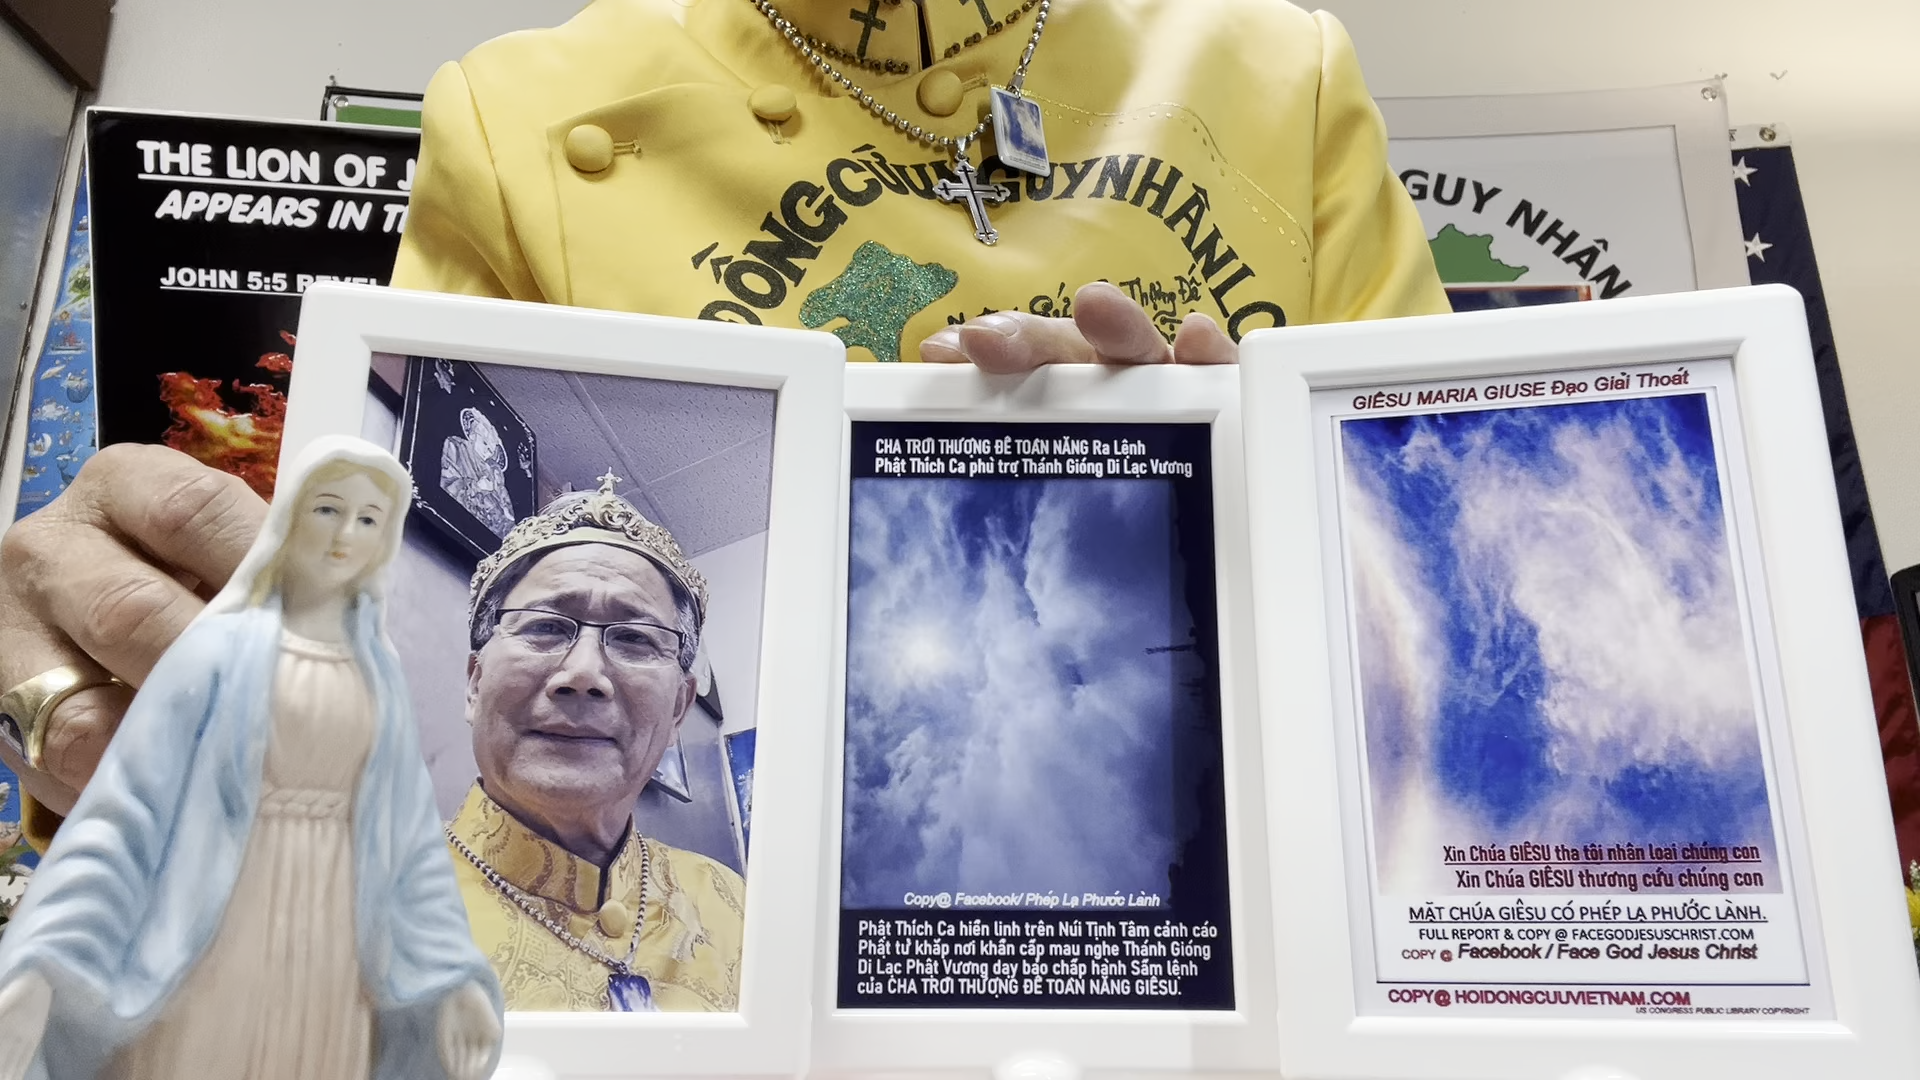 THE LION OF
APPEARS IN
JOHN 5:5
ĐỒNG CỨU NGUY NHÂN LO
Thượng Đế
GUY NHÂN
CHA TRỜI THƯỢNG ĐẾ TOÀN NĂNG Ra Lệnh
Phật Thích Ca phù trợ Thánh Gióng Di Lạc Vương
Copy@ Facebook/ Phép Lạ Phước Lành
Phật Thích Ca hiển linh trên Núi Tịnh Tâm cảnh cáo
Phật tử khắp nơi khẩn cấp mau nghe Thánh Gióng
Di Lạc Phật Vương dạy bảo chấp hành Sấm lệnh
của CHA TRỜI THƯỢNG ĐẾ TOÀN NĂNG GIÊSU.
GIÊSU MARIA GIUSE Đạo Giải Thoát
Xin Chúa GIÊSU tha tội nhân loại chúng con
Xin Chúa GIÊSU thương cứu chúng con
MẶT CHÚA GIÊSU CÓ PHÉP LẠ PHƯỚC LÀNH.
FULL REPORT & COPY @ FACEGODJESUSCHRIST.COM
COPY @ Facebook / Face God Jesus Christ
COPY@ HOIDONGCUUVIETNAM.COM
US CONGRESS PUBLIC LIBRARY COPYRIGHT